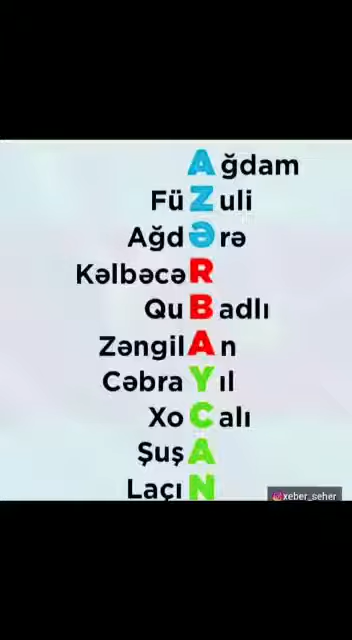 Ağdam
Füzuli
Ağdərə
KəlbəcəR
QuBadlı
ZəngilAn
CəbraYıl
XoCalı
ŞuşA
LaçıN
xeber_seher